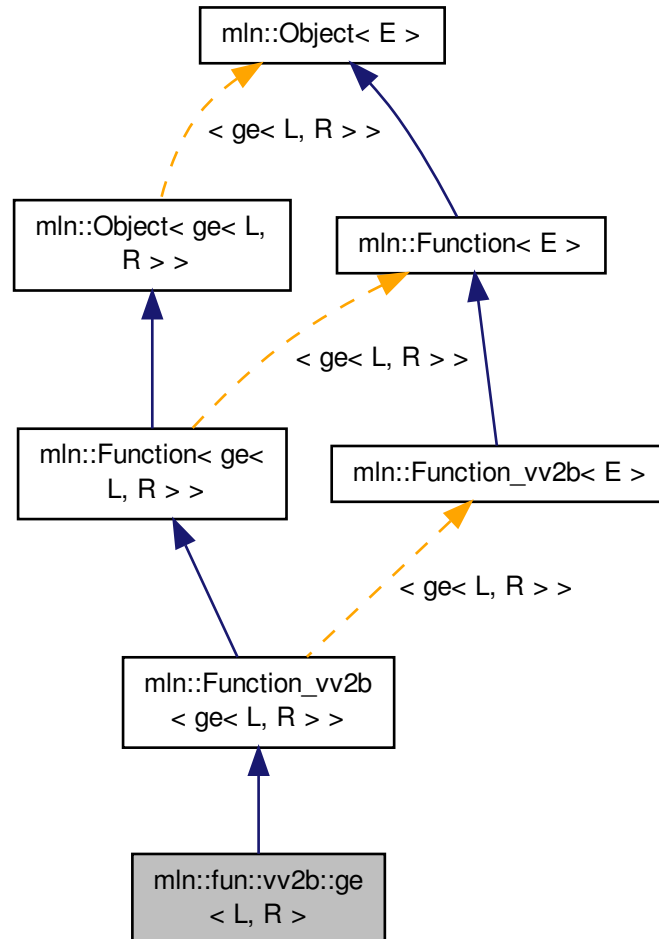 mln::Object< E >
< ge< L, R > >
mln::Object< ge< L,
R > >
mln::Function< E >
< ge< L, R > >
mln::Function< ge<
L, R > >
mln::Function_vv2b< E >
< ge< L, R > >
mln::Function_vv2b
< ge< L, R > >
mln::fun::vv2b::ge
< L, R >